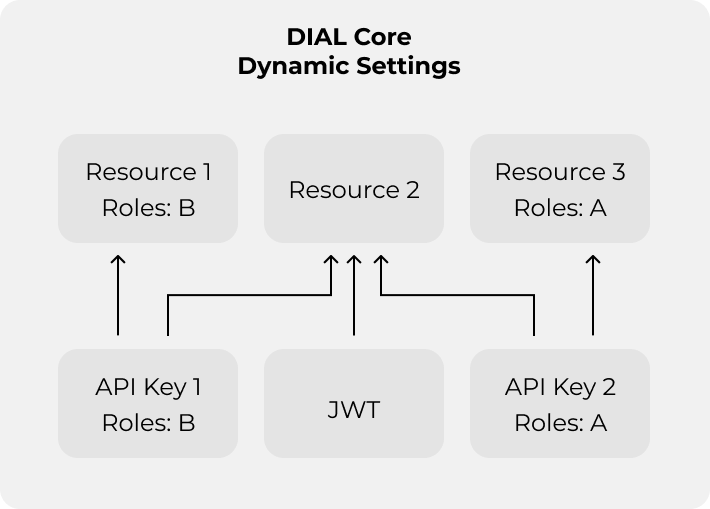 DIAL Core
Dynamic Settings
Resource 1
Roles: B
Resource 2
Resource 3
Roles: A
API Key 1
Roles: B
JWT
API Key 2
Roles: A